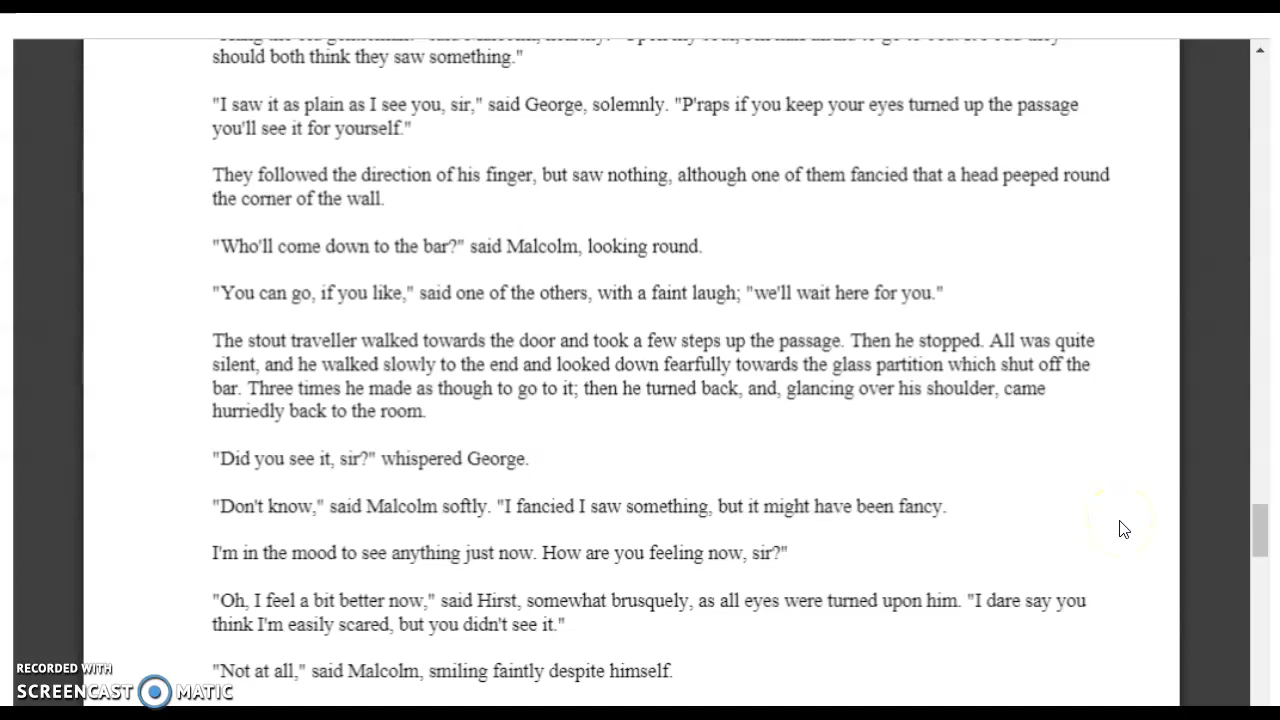 should both think they saw something."
"I saw it as plain as I see you, sir," said George, solemnly. "P'raps if you keep your eyes turned up the passage
you'll see it for yourself."
They followed the direction of his finger, but saw nothing, although one of them fancied that a head peeped round
the corner of the wall.
"Who'll come down to the bar?" said Malcolm, looking round.
"You can go, if you like," said one of the others, with a faint laugh; "we'll wait here for you."
The stout traveller walked towards the door and took a few steps up the passage. Then he stopped. All was quite
silent, and he walked slowly to the end and looked down fearfully towards the glass partition which shut off the
bar. Three times he made as though to go to it; then he turned back, and, glancing over his shoulder, came
hurriedly back to the room.
"Did you see it, sir?" whispered George.
"Don't know," said Malcolm softly. "I fancied I saw something, but it might have been fancy.
I'm in the mood to see anything just now. How are you feeling now, sir?"
"Oh, I feel a bit better now," said Hirst, somewhat brusquely, as all eyes were turned upon him. "I dare say you
think I'm easily scared, but you didn't see it."
"Not at all," said Malcolm, smiling faintly despite himself.
RECORDED WITH
SCREENCAST MATIC